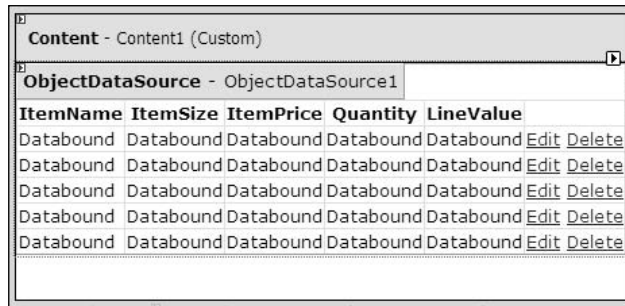 Content - Content1 (Custom)
ObjectDataSource - ObjectDataSource1
ItemName ItemSize ItemPrice Quantity LineValue
Databound Databound Databound Databound Databound Edit Delete
Databound Databound Databound Databound Databound Edit Delete
Databound Databound Databound Databound Databound Edit Delete
Databound Databound Databound Databound Databound Edit Delete
Databound Databound Databound Databound Databound Edit Delete